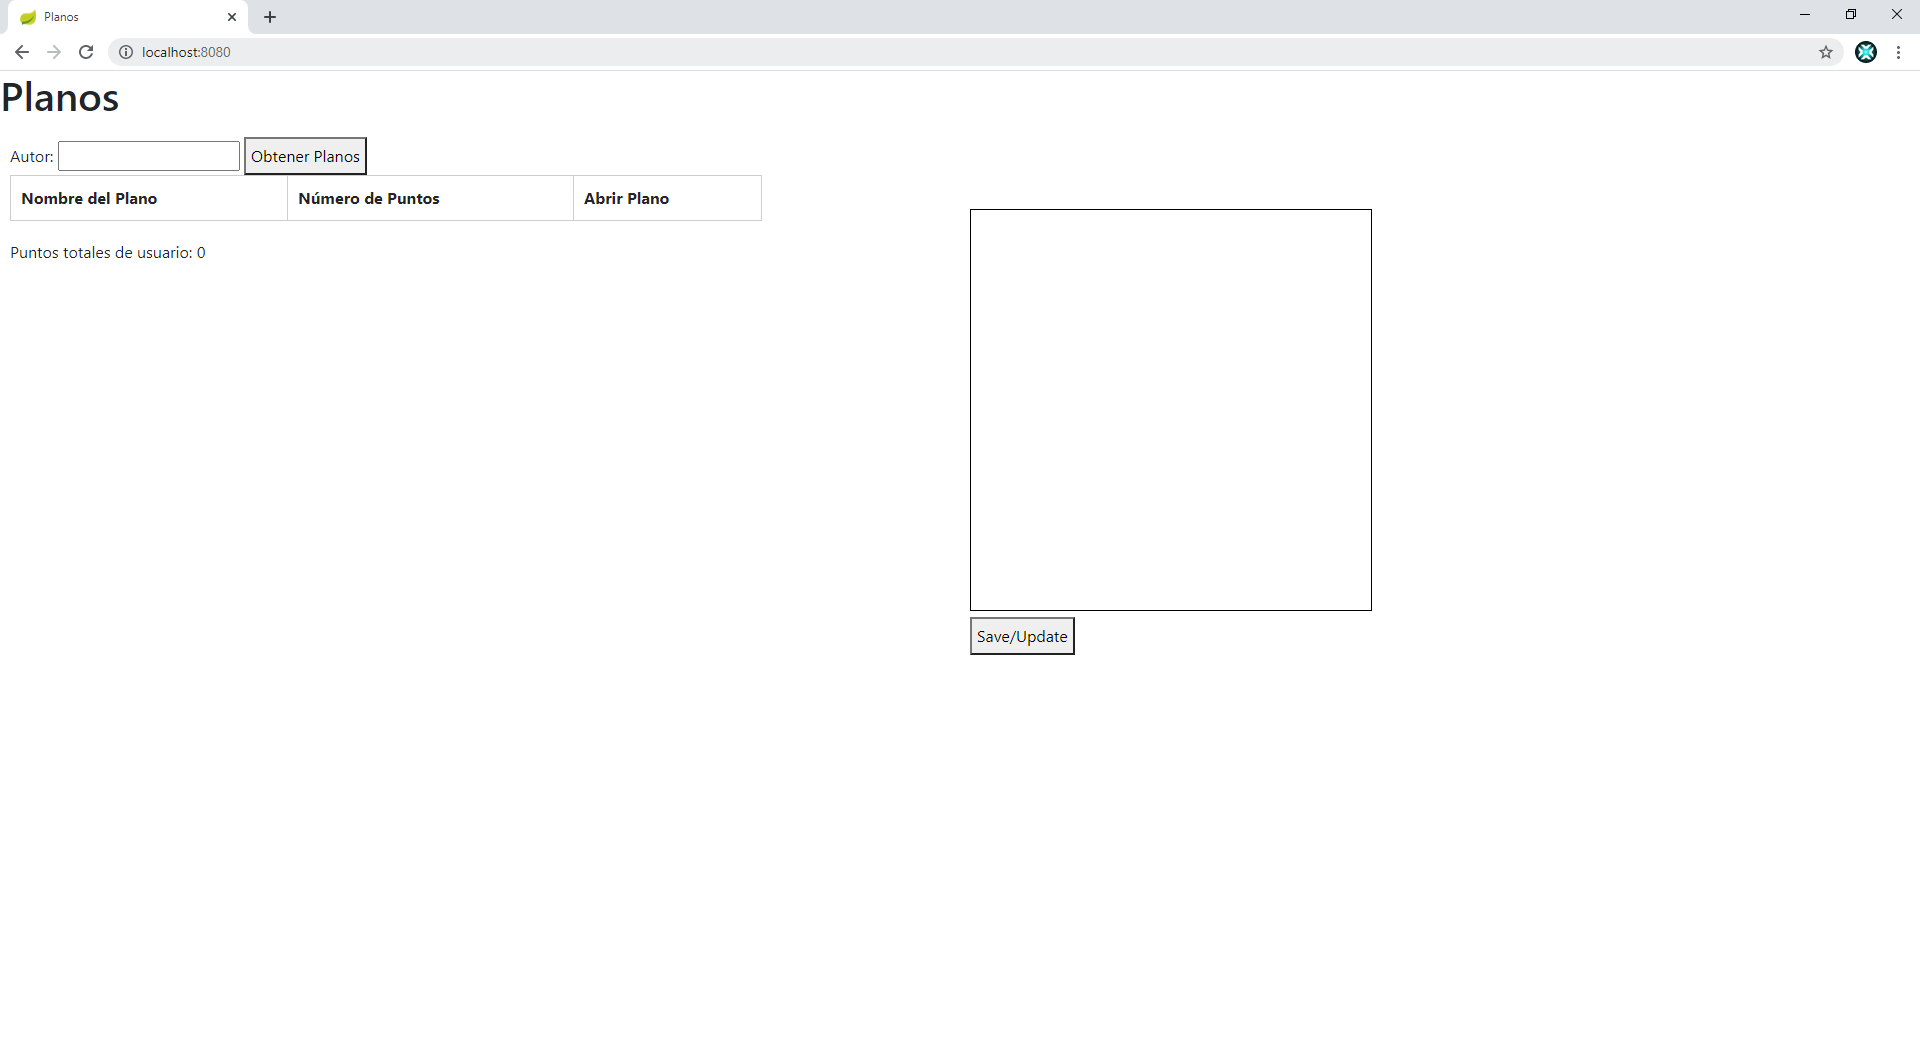 Planos
localhost:8080
Planos
Autor: Obtener Planos
Nombre del Plano Número de Puntos Abrir Plano
Puntos totales de usuario: 0
Save/Update